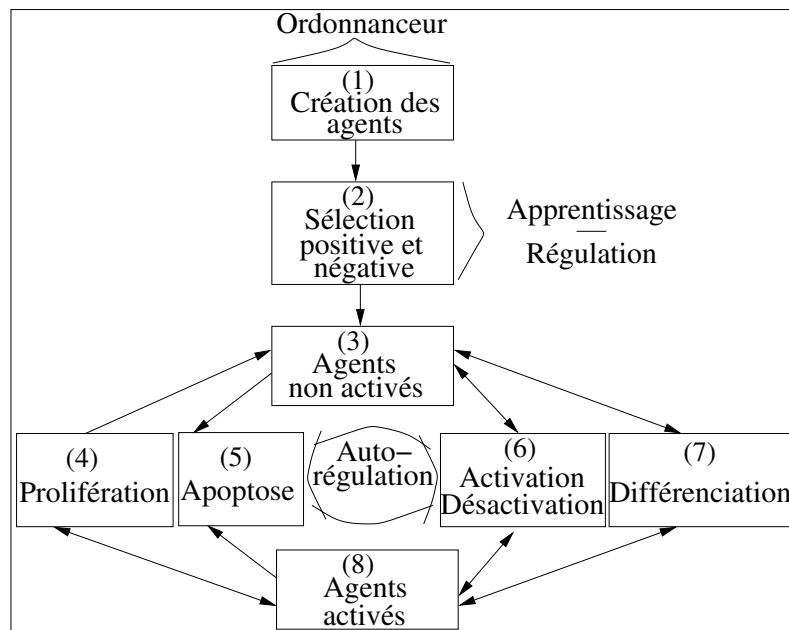 Ordonnanceur
(1)
Création des
agents
(2)
Sélection
positive et
négative
Apprentissage
Régulation
(3)
Agents
non activés
(4)
Prolifération
(5)
Apoptose
Auto−
régulation
(6)
Activation
Désactivation
(7)
Différenciation
(8)
Agents
activés